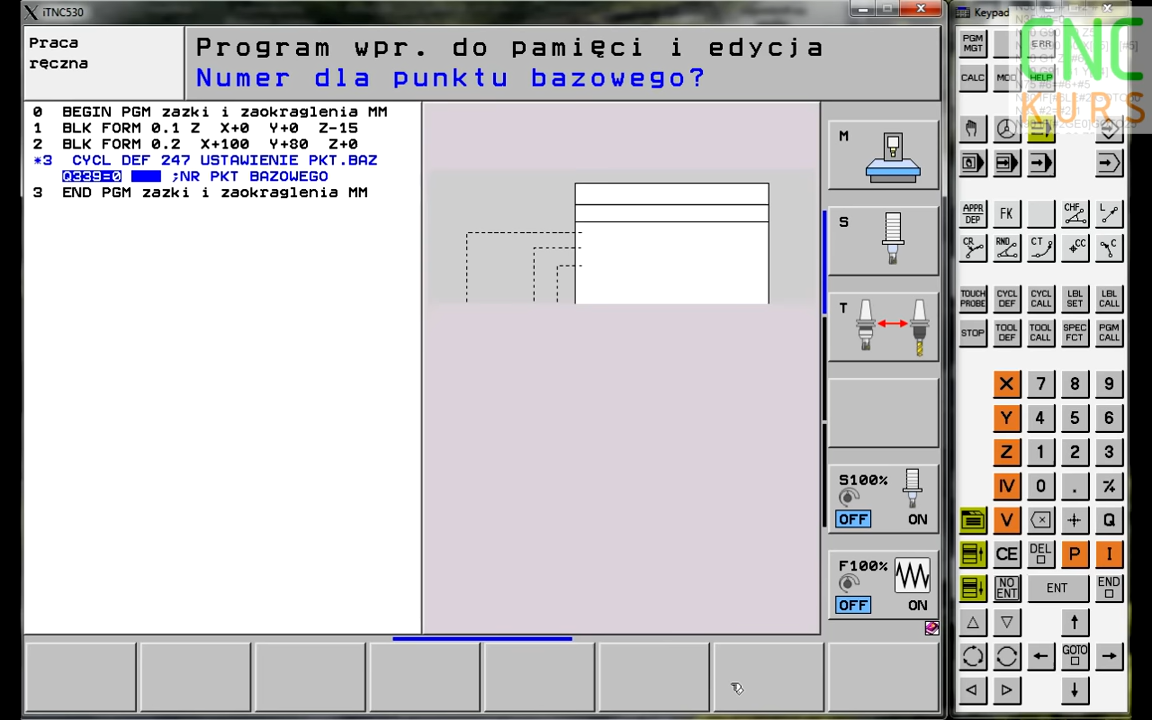 iTNC530
Praca
ręczna
Program wpr. do pamięci i edycja
Numer dla punktu bazowego?
0 BEGIN PGM zazki i zaokraglenia MM
1 BLK FORM 0.1 Z X+0 Y+0 Z-15
2 BLK FORM 0.2 X+100 Y+80 Z+0
*3 CYCL DEF 247 USTAWIENIE PKT.BAZ
Q339=0 ;NR PKT BAZOWEGO
3 END PGM zazki i zaokraglenia MM
M
S
T
S100%
OFF ON
F100%
OFF ON
Keypad
CNC
KURS
PGM MGT
ERR
CALC
MOD
HELP
APPR DEP
FK
CHF
L
CR
RND
CT
CC
C
TOUCH PROBE
CYCL DEF
CYCL CALL
LBL SET
LBL CALL
STOP
TOOL DEF
TOOL CALL
SPEC FCT
PGM CALL
X 7 8 9
Y 4 5 6
Z 1 2 3
IV 0 .
V Q
CE DEL P I
NO ENT
ENT
END
GOTO